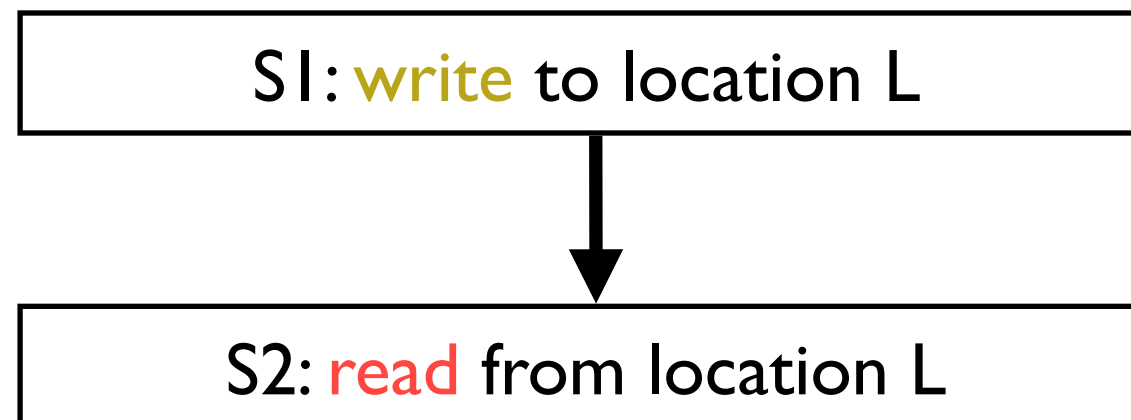 S1: write to location L
S2: read from location L